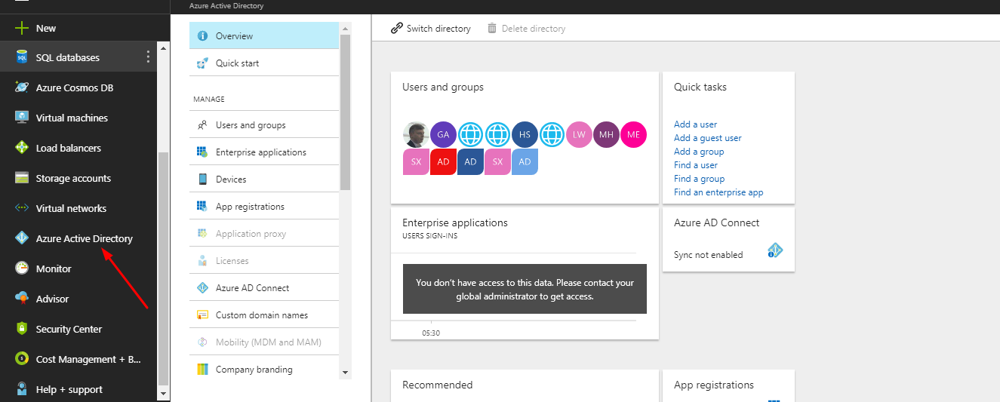 Azure Active Directory
New
SQL databases
Azure Cosmos DB
Virtual machines
Load balancers
Storage accounts
Virtual networks
Azure Active Directory
Monitor
Advisor
Security Center
Cost Management + B...
Help + support
Overview
Quick start
MANAGE
Users and groups
Enterprise applications
Devices
App registrations
Application proxy
Licenses
Azure AD Connect
Custom domain names
Mobility (MDM and MAM)
Company branding
Switch directory
Delete directory
Users and groups
GA HS LW MH ME
SX AD AD SX AD
Quick tasks
Add a user
Add a guest user
Add a group
Find a user
Find a group
Find an enterprise app
Enterprise applications
USERS SIGN-INS
You don't have access to this data. Please contact your
global administrator to get access.
05:30
Azure AD Connect
Sync not enabled
Recommended
App registrations